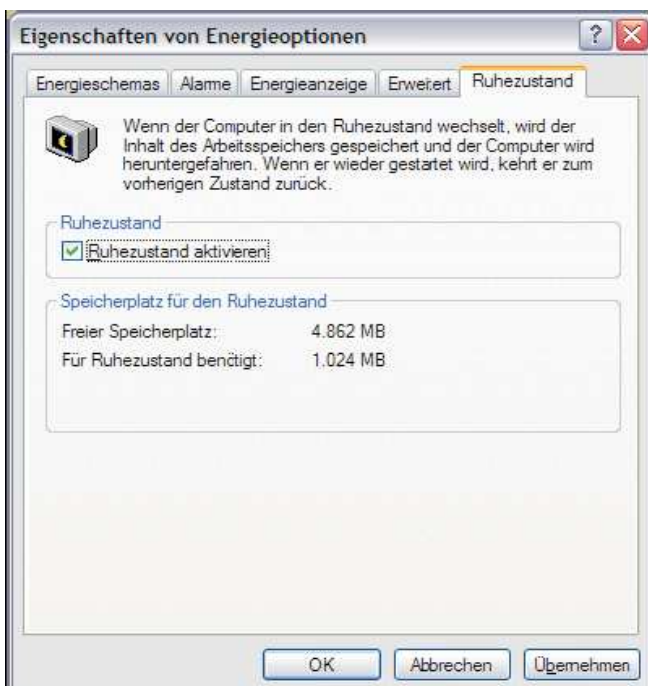 Eigenschaften von Energieoptionen
Energieschemas Alarme Energieanzeige Erweitert Ruhezustand
Wenn der Computer in den Ruhezustand wechselt, wird der
Inhalt des Arbeitsspeichers gespeichert und der Computer wird
heruntergefahren. Wenn er wieder gestartet wird, kehrt er zum
vorherigen Zustand zurück.
Ruhezustand
Ruhezustand aktivieren
Speicherplatz für den Ruhezustand
Freier Speicherplatz: 4.862 MB
Für Ruhezustand benötigt: 1.024 MB
OK Abbrechen Übernehmen